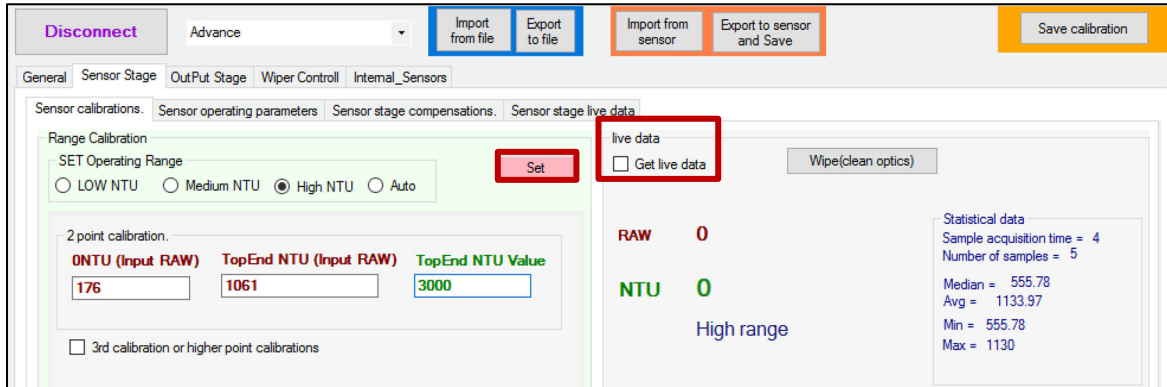 Disconnect
Advance
Import from file
Export to file
Import from sensor
Export to sensor and Save
Save calibration
General
Sensor Stage
OutPut Stage
Wiper Controll
Internal_Sensors
Sensor calibrations.
Sensor operating parameters
Sensor stage compensations.
Sensor stage live data
Range Calibration
SET Operating Range
LOW NTU
Medium NTU
High NTU
Auto
Set
2 point calibration.
0NTU (Input RAW)
TopEnd NTU (Input RAW)
TopEnd NTU Value
176
1061
3000
3rd calibration or higher point calibrations
live data
Get live data
Wipe(clean optics)
RAW 0
NTU 0
High range
Statistical data
Sample acquisition time = 4
Number of samples = 5
Median = 555.78
Avg = 1133.97
Min = 555.78
Max = 1130